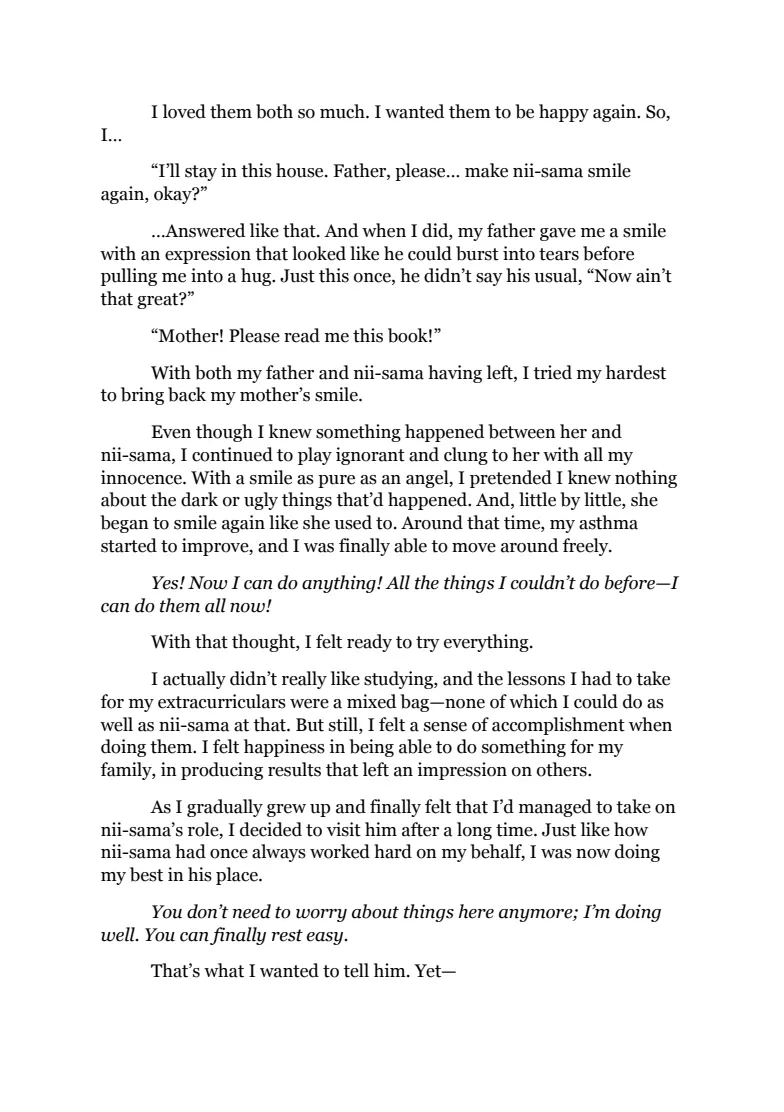 I loved them both so much. I wanted them to be happy again. So,
I…
“I’ll stay in this house. Father, please… make nii-sama smile
again, okay?”
…Answered like that. And when I did, my father gave me a smile
with an expression that looked like he could burst into tears before
pulling me into a hug. Just this once, he didn’t say his usual, “Now ain’t
that great?”
“Mother! Please read me this book!”
With both my father and nii-sama having left, I tried my hardest
to bring back my mother’s smile.
Even though I knew something happened between her and
nii-sama, I continued to play ignorant and clung to her with all my
innocence. With a smile as pure as an angel, I pretended I knew nothing
about the dark or ugly things that’d happened. And, little by little, she
began to smile again like she used to. Around that time, my asthma
started to improve, and I was finally able to move around freely.
Yes! Now I can do anything! All the things I couldn’t do before—I
can do them all now!
With that thought, I felt ready to try everything.
I actually didn’t really like studying, and the lessons I had to take
for my extracurriculars were a mixed bag—none of which I could do as
well as nii-sama at that. But still, I felt a sense of accomplishment when
doing them. I felt happiness in being able to do something for my
family, in producing results that left an impression on others.
As I gradually grew up and finally felt that I’d managed to take on
nii-sama’s role, I decided to visit him after a long time. Just like how
nii-sama had once always worked hard on my behalf, I was now doing
my best in his place.
You don’t need to worry about things here anymore; I’m doing
well. You can finally rest easy.
That’s what I wanted to tell him. Yet—